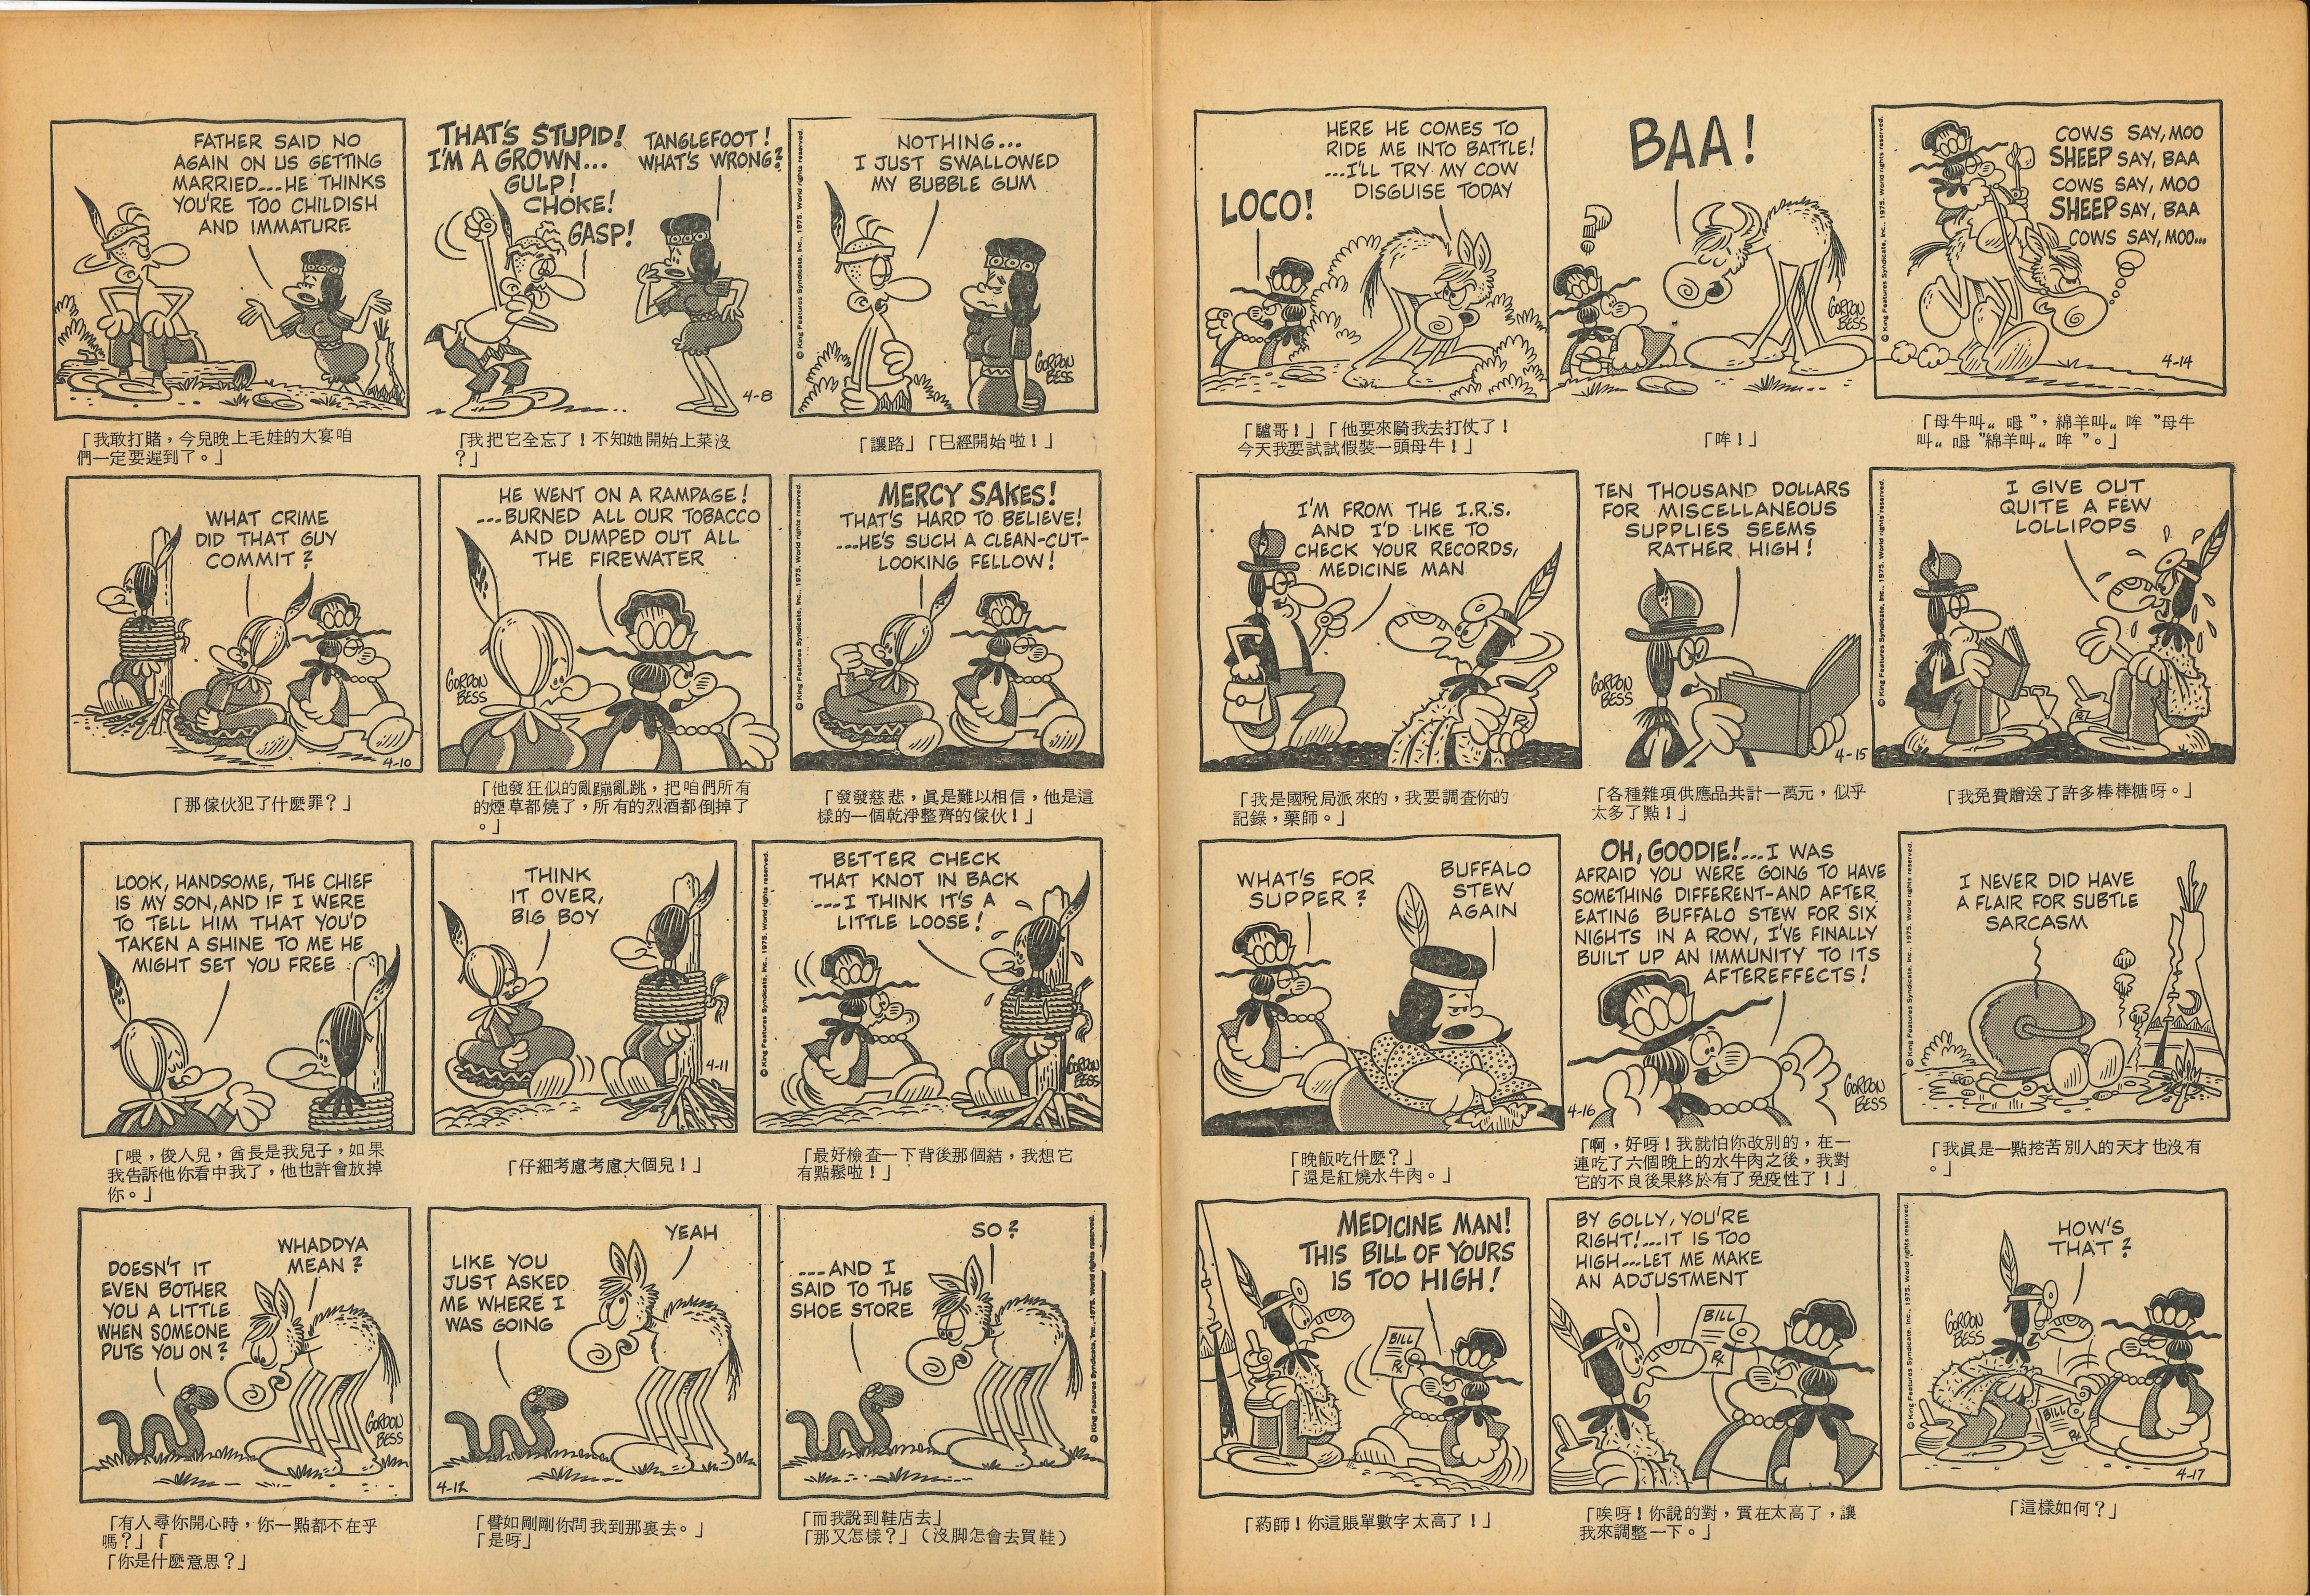 FATHER SAID NO
AGAIN ON US GETTING
MARRIED...HE THINKS
YOU'RE TOO CHILDISH
AND IMMATURE
THAT'S STUPID!
I'M A GROWN...
GULP!
CHOKE!
GASP!
TANGLEFOOT!
WHAT'S WRONG?
4-8
NOTHING...
I JUST SWALLOWED
MY BUBBLE GUM
© King Features Syndicate, Inc., 1975. World rights reserved.
GORDON
BESS
「我敢打賭，今兒晚上毛娃的大宴咱
們一定要遲到了。」
「我把它全忘了！不知她開始上菜沒
？」
「讓路」「巳經開始啦！」
WHAT CRIME
DID THAT GUY
COMMIT?
4-10
HE WENT ON A RAMPAGE!
...BURNED ALL OUR TOBACCO
AND DUMPED OUT ALL
THE FIREWATER
GORDON
BESS
MERCY SAKES!
THAT'S HARD TO BELIEVE!
...HE'S SUCH A CLEAN-CUT-
LOOKING FELLOW!
© King Features Syndicate, Inc., 1975. World rights reserved.
「那傢伙犯了什麽罪？」
「他發狂似的亂蹦亂跳，把咱們所有
的煙草都燒了，所有的烈酒都倒掉了
。」
「發發慈悲，眞是難以相信，他是這
樣的一個乾淨整齊的傢伙！」
LOOK, HANDSOME, THE CHIEF
IS MY SON, AND IF I WERE
TO TELL HIM THAT YOU'D
TAKEN A SHINE TO ME HE
MIGHT SET YOU FREE
THINK
IT OVER,
BIG BOY
4-11
BETTER CHECK
THAT KNOT IN BACK
...I THINK IT'S A
LITTLE LOOSE!
© King Features Syndicate, Inc., 1975. World rights reserved.
GORDON
BESS
「喂，俊人兒，酋長是我兒子，如果
我告訴他你看中我了，他也許會放掉
你。」
「仔細考慮考慮大個兒！」
「最好檢査一下背後那個結，我想它
有點鬆啦！」
DOESN'T IT
EVEN BOTHER
YOU A LITTLE
WHEN SOMEONE
PUTS YOU ON?
WHADDYA
MEAN?
GORDON
BESS
LIKE YOU
JUST ASKED
ME WHERE I
WAS GOING
YEAH
4-12
...AND I
SAID TO THE
SHOE STORE
SO?
© King Features Syndicate, Inc., 1975. World rights reserved.
「有人尋你開心時，你一點都不在乎
嗎？」「
「你是什麽意思？」
「譬如剛剛你問我到那裏去。」
「是呀」
「而我說到鞋店去」
「那又怎樣？」（沒脚怎會去買鞋）
LOCO!
HERE HE COMES TO
RIDE ME INTO BATTLE!
...I'LL TRY MY COW
DISGUISE TODAY
BAA!
?
GORDON
BESS
COWS SAY, MOO
SHEEP SAY, BAA
COWS SAY, MOO
SHEEP SAY, BAA
COWS SAY, MOO...
4-14
© King Features Syndicate, Inc., 1975. World rights reserved.
「驢哥！」「他要來騎我去打仗了！
今天我要試試假裝一頭母牛！」
「哞！」
「母牛叫“ 嗶 ”，綿羊叫“ 哞 ”母牛
叫“ 嗶 ”綿羊叫“ 哞 ”。」
I'M FROM THE I.R.S.
AND I'D LIKE TO
CHECK YOUR RECORDS,
MEDICINE MAN
Rx
TEN THOUSAND DOLLARS
FOR MISCELLANEOUS
SUPPLIES SEEMS
RATHER HIGH!
GORDON
BESS
4-15
I GIVE OUT
QUITE A FEW
LOLLIPOPS
Rx
© King Features Syndicate, Inc., 1975. World rights reserved.
「我是國稅局派來的，我要調査你的
記錄，藥師。」
「各種雜項供應品共計一萬元，似乎
太多了點！」
「我免費贈送了許多棒棒糖呀。」
WHAT'S FOR
SUPPER?
BUFFALO
STEW
AGAIN
4-16
OH, GOODIE!...I WAS
AFRAID YOU WERE GOING TO HAVE
SOMETHING DIFFERENT-AND AFTER
EATING BUFFALO STEW FOR SIX
NIGHTS IN A ROW, I'VE FINALLY
BUILT UP AN IMMUNITY TO ITS
AFTEREFFECTS!
GORDON
BESS
I NEVER DID HAVE
A FLAIR FOR SUBTLE
SARCASM
© King Features Syndicate, Inc., 1975. World rights reserved.
「晚飯吃什麽？」
「還是紅燒水牛肉。」
「啊，好呀！我就怕你改別的，在一
連吃了六個晚上的水牛肉之後，我對
它的不良後果終於有了免疫性了！」
「我眞是一點挖苦別人的天才也沒有
。」
MEDICINE MAN!
THIS BILL OF YOURS
IS TOO HIGH!
BILL
Rx
BY GOLLY, YOU'RE
RIGHT!...IT IS TOO
HIGH...LET ME MAKE
AN ADJUSTMENT
BILL
Rx
HOW'S
THAT?
GORDON
BESS
BILL
Rx
4-17
© King Features Syndicate, Inc., 1975. World rights reserved.
「葯師！你這賬單數字太高了！」
「唉呀！你說的對，實在太高了，讓
我來調整一下。」
「這樣如何？」